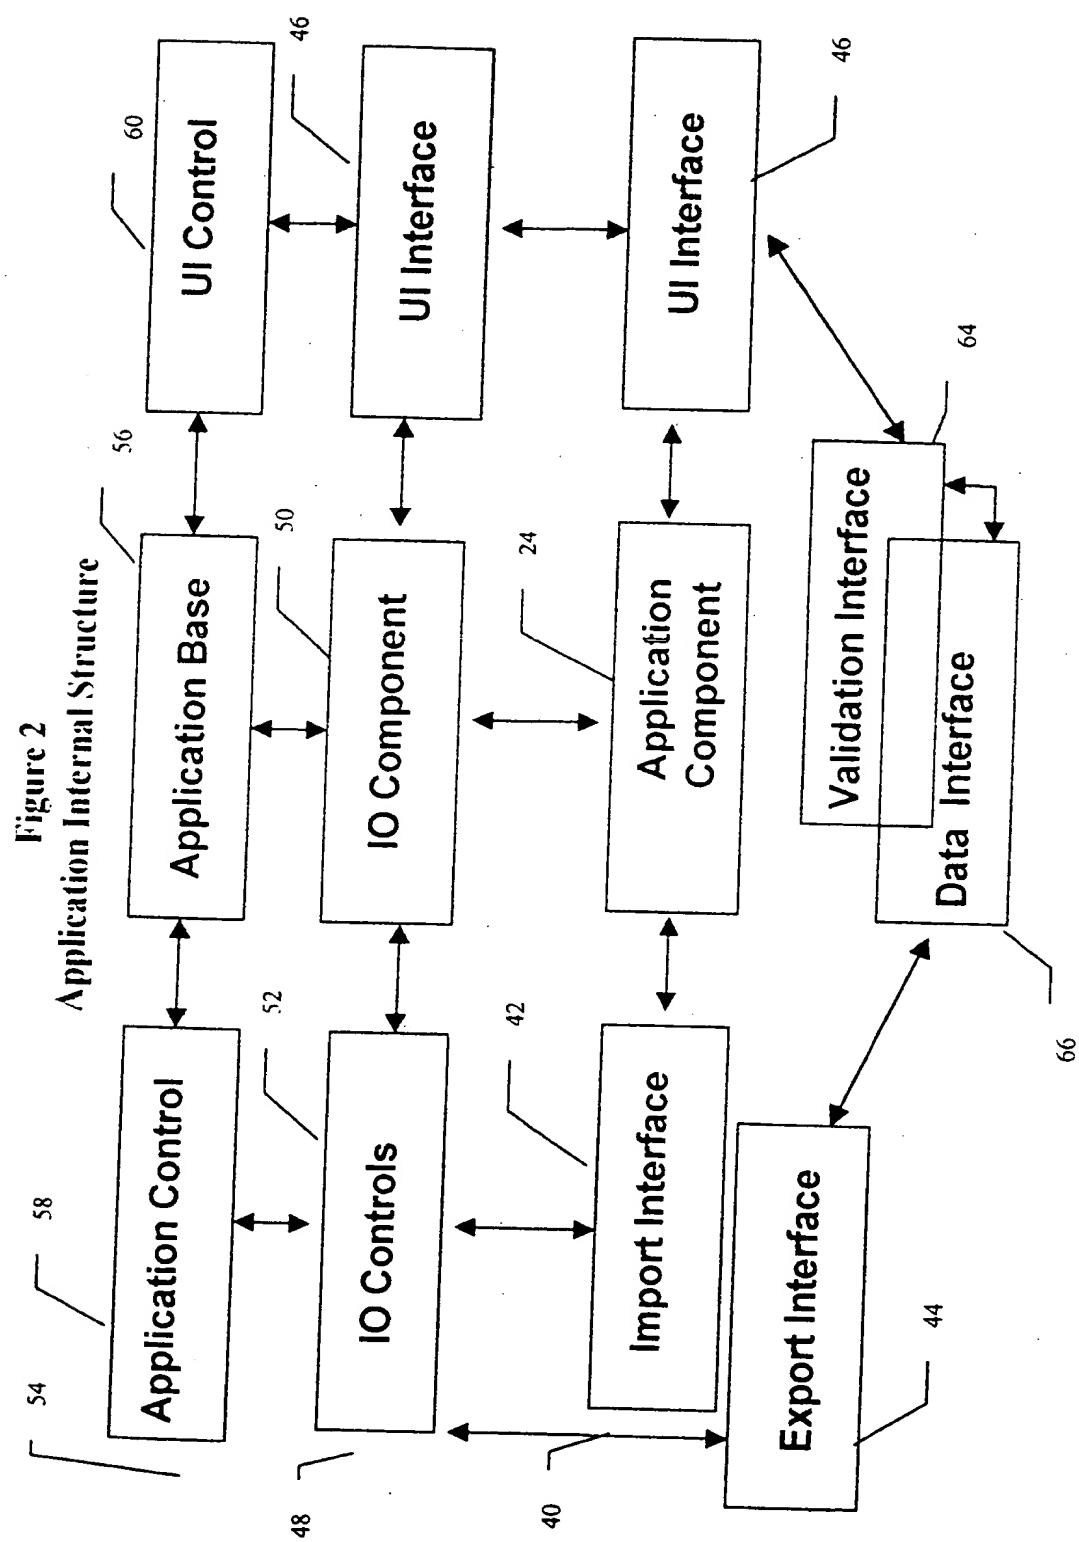 Figure 2
Application Internal Structure
54
58
Application Control
56
Application Base
60
UI Control
48
52
IO Controls
50
IO Component
46
UI Interface
40
42
Import Interface
24
Application
Component
UI Interface
46
Export Interface
44
Validation Interface
64
Data Interface
66